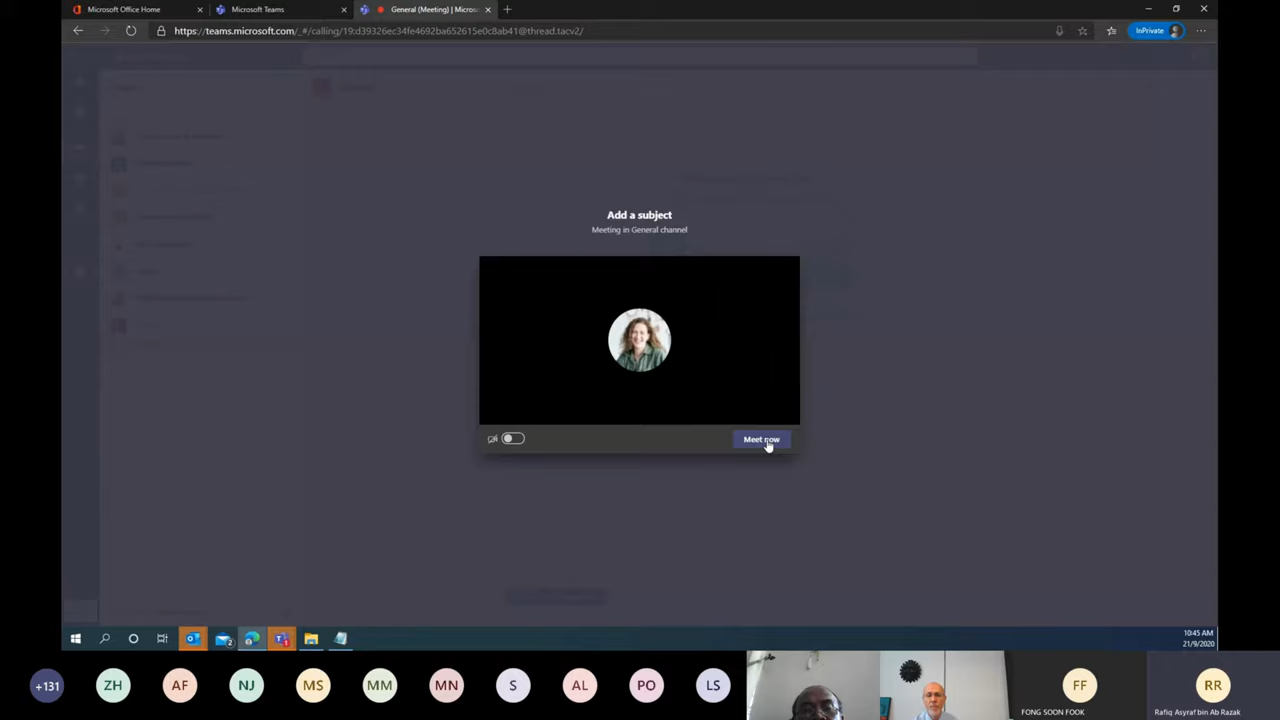 Microsoft Office Home
Microsoft Teams
General (Meeting) | Micros
https://teams.microsoft.com/_#/calling/19:d39326ec34fe4692ba652615e0c8ab41@thread.tacv2/
InPrivate
Add a subject
Meeting in General channel
Meet now
10:45 AM
21/9/2020
+131
ZH
AF
NJ
MS
MM
MN
S
AL
PO
LS
FF
RR
FONG SOON FOOK
Rafiq Asyraf bin Ab Razak